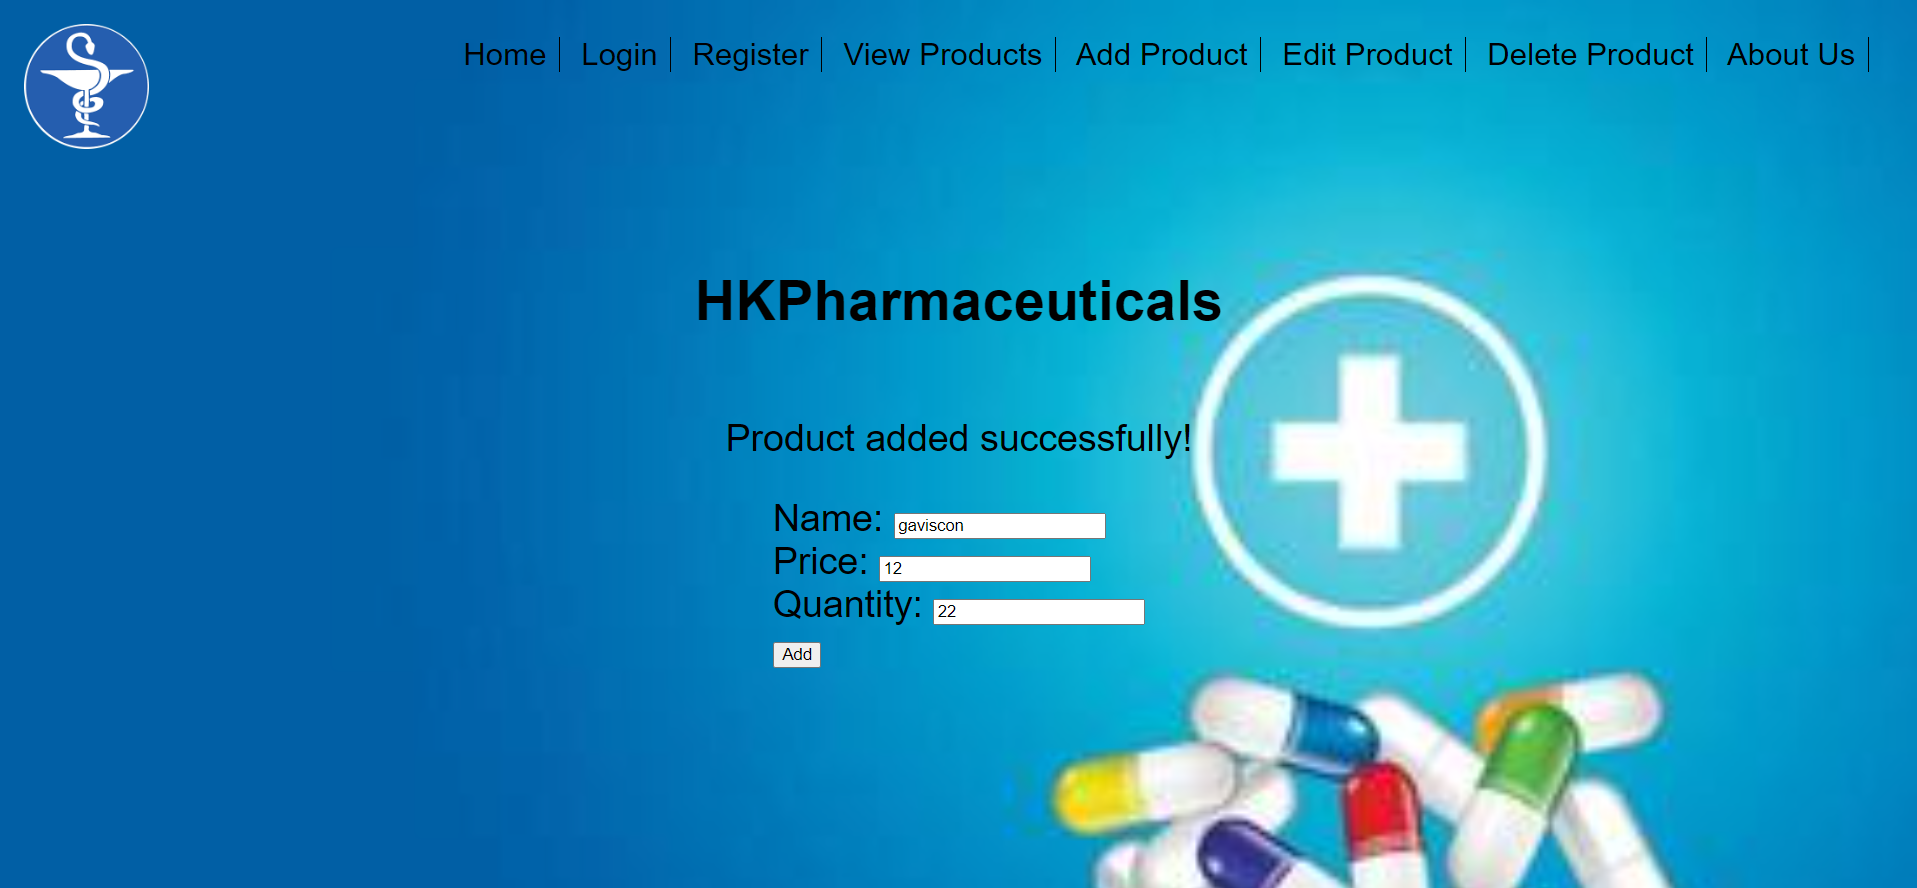 Home Login Register View Products Add Product Edit Product Delete Product About Us
HKPharmaceuticals
Product added successfully!
Name: gaviscon
Price: 12
Quantity: 22
Add